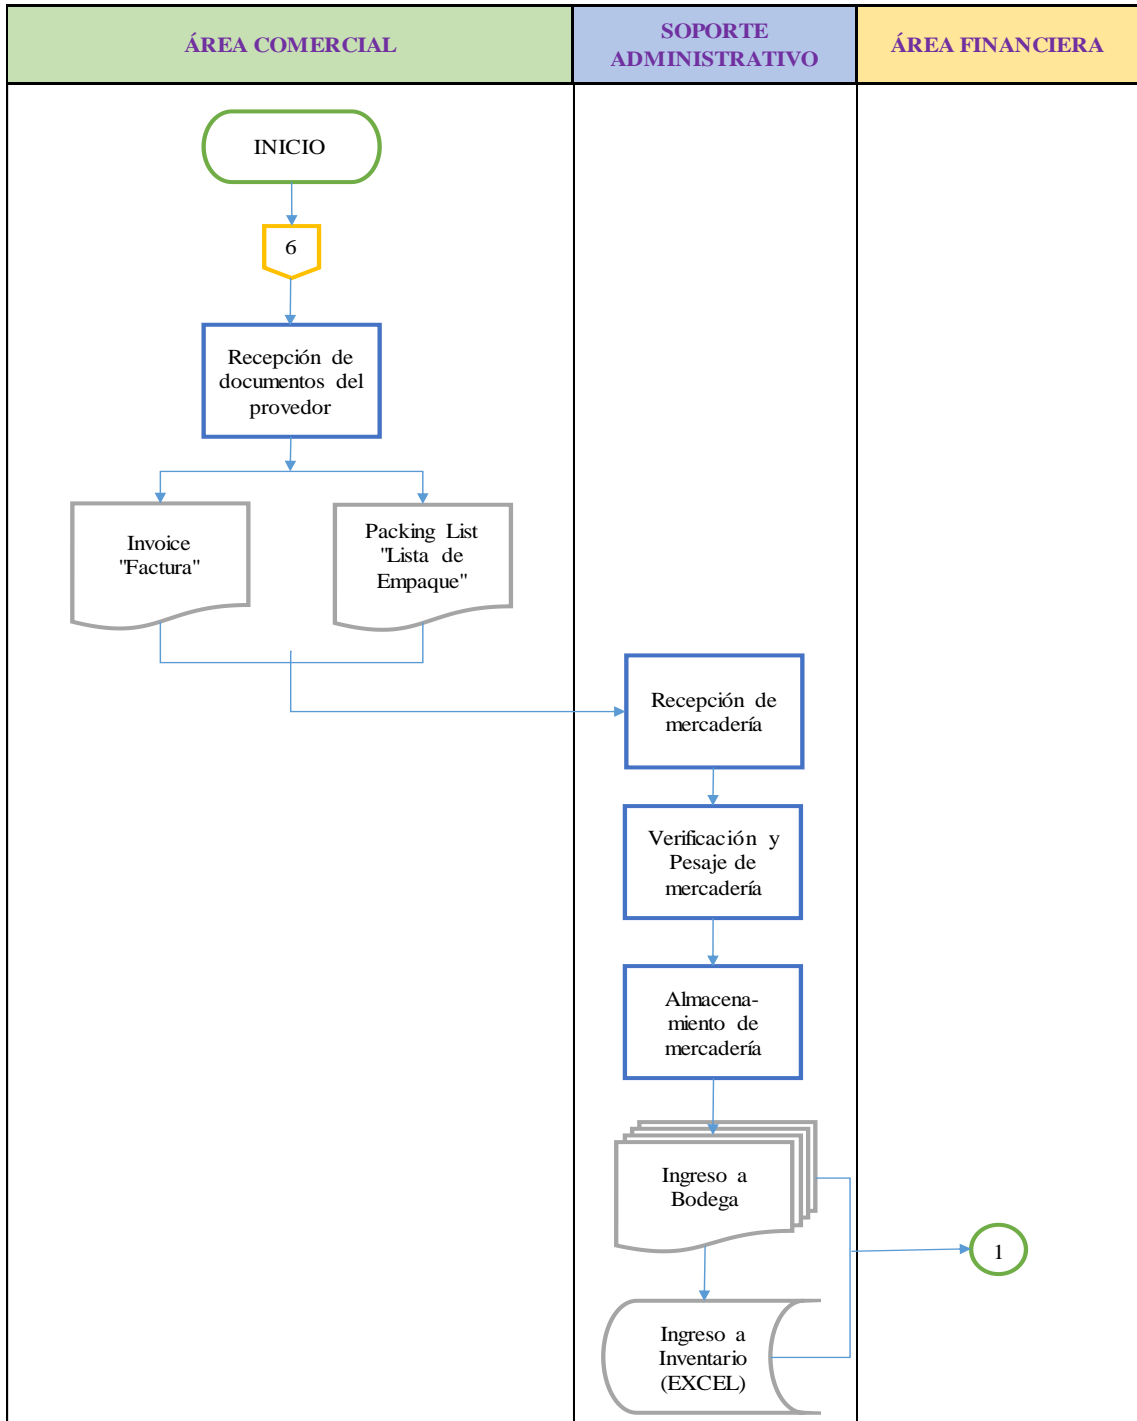 ÁREA COMERCIAL
SOPORTE
ADMINISTRATIVO
ÁREA FINANCIERA
INICIO
6
Recepción de
documentos del
provedor
Invoice
"Factura"
Packing List
"Lista de
Empaque"
Recepción de
mercadería
Verificación y
Pesaje de
mercadería
Almacena-
miento de
mercadería
Ingreso a
Bodega
1
Ingreso a
Inventario
(EXCEL)